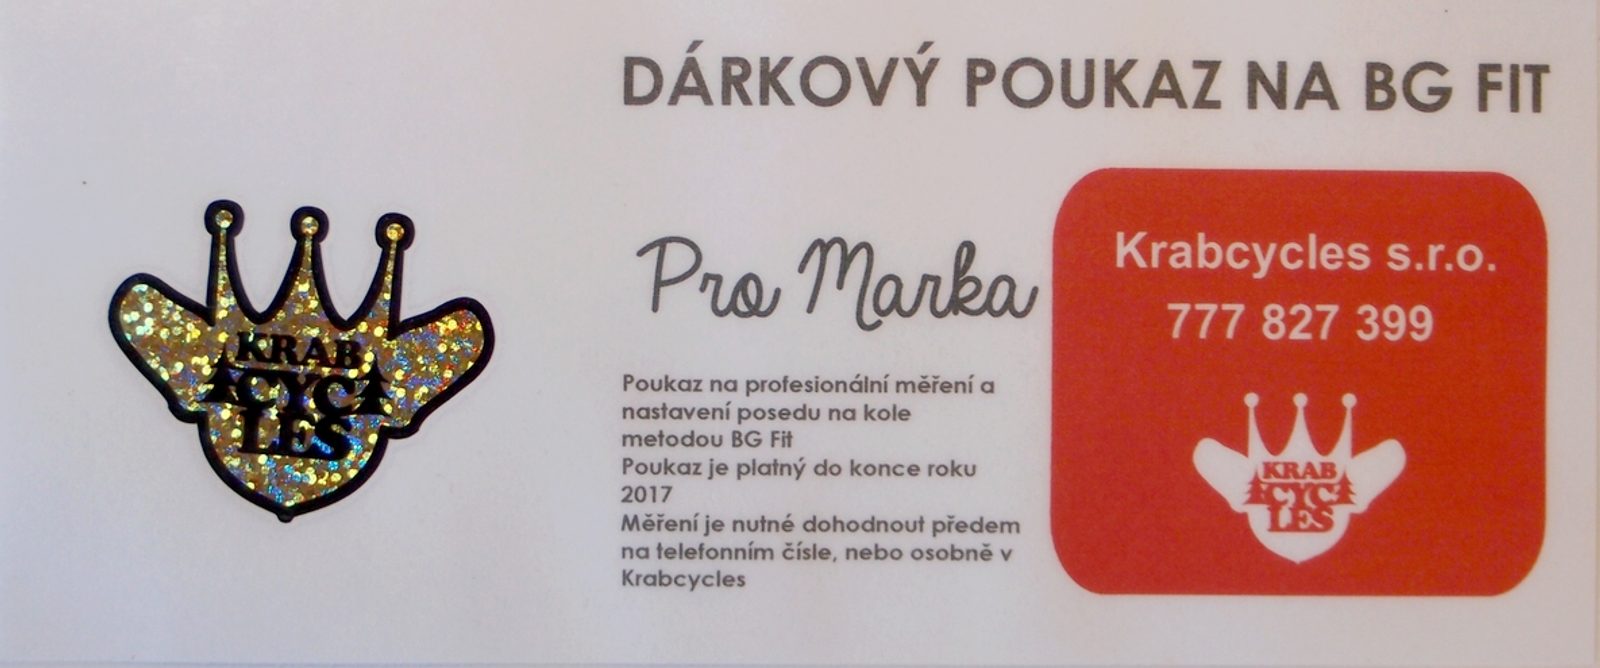 DÁRKOVÝ POUKAZ NA BG FIT
KRAB
CYC
LES
Pro Marka
Poukaz na profesionální měření a
nastavení posedu na kole
metodou BG Fit
Poukaz je platný do konce roku
2017
Měření je nutné dohodnout předem
na telefonním čísle, nebo osobně v
Krabcycles
Krabcycles s.r.o.
777 827 399
KRAB
CYC
LES